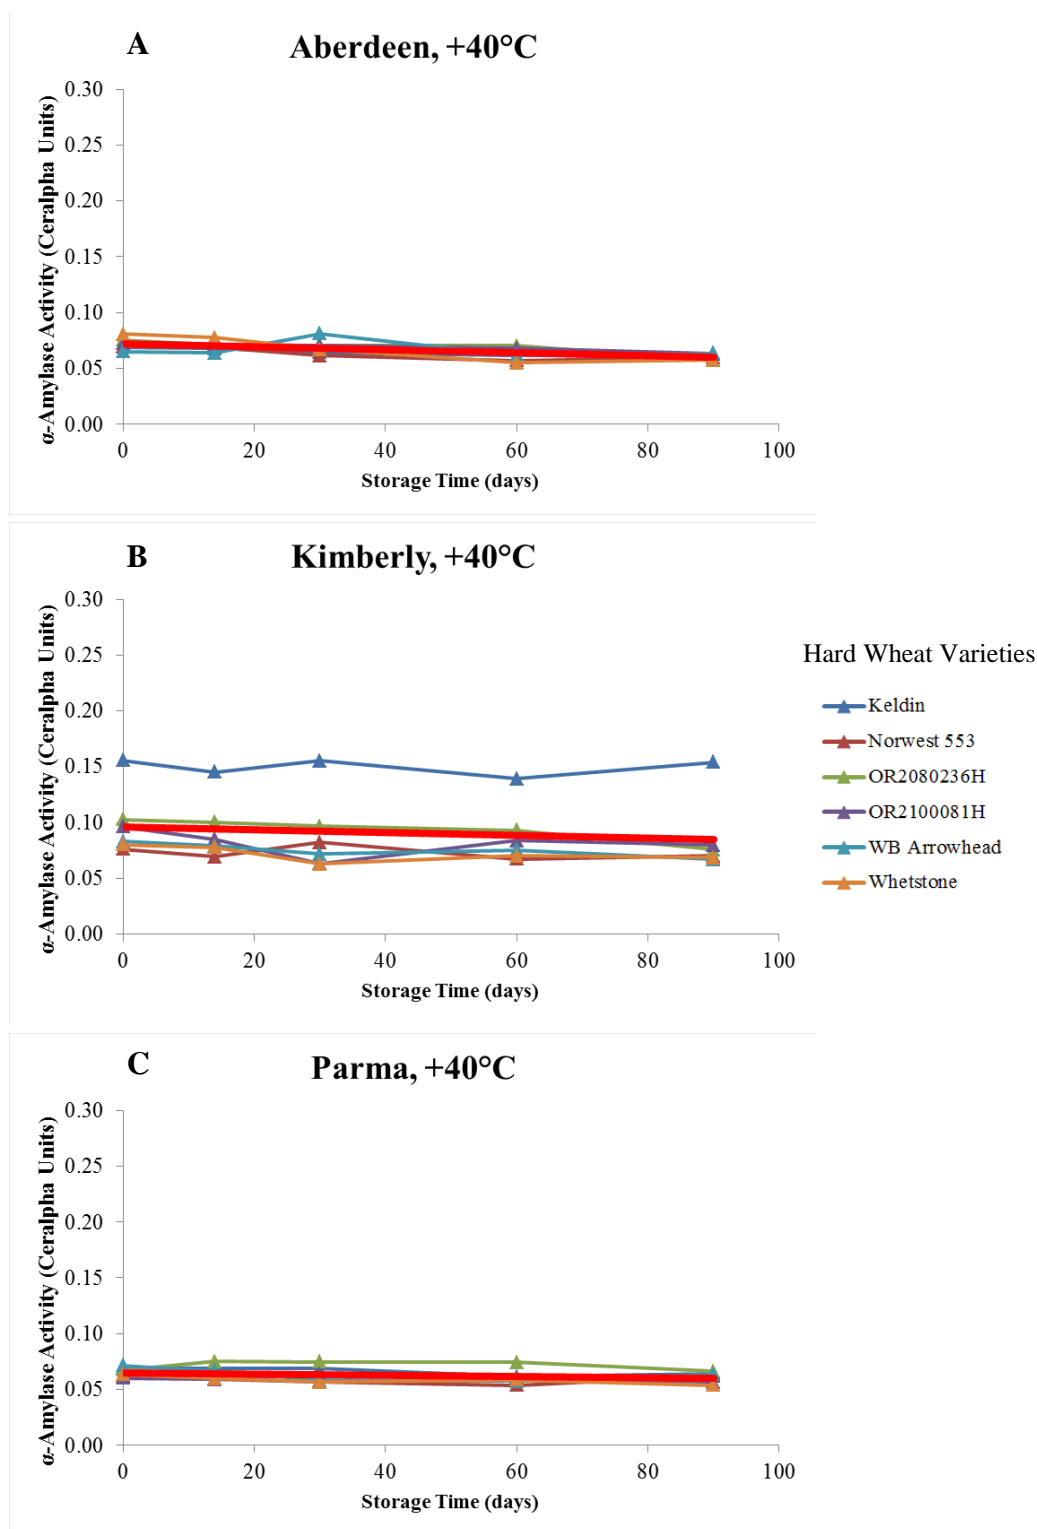 A
Aberdeen, +40°C
α-Amylase Activity (Ceralpha Units)
0.30
0.25
0.20
0.15
0.10
0.05
0.00
0 20 40 60 80 100
Storage Time (days)
B
Kimberly, +40°C
α-Amylase Activity (Ceralpha Units)
0.30
0.25
0.20
0.15
0.10
0.05
0.00
0 20 40 60 80 100
Storage Time (days)
Hard Wheat Varieties
Keldin
Norwest 553
OR2080236H
OR2100081H
WB Arrowhead
Whetstone
C
Parma, +40°C
α-Amylase Activity (Ceralpha Units)
0.30
0.25
0.20
0.15
0.10
0.05
0.00
0 20 40 60 80 100
Storage Time (days)